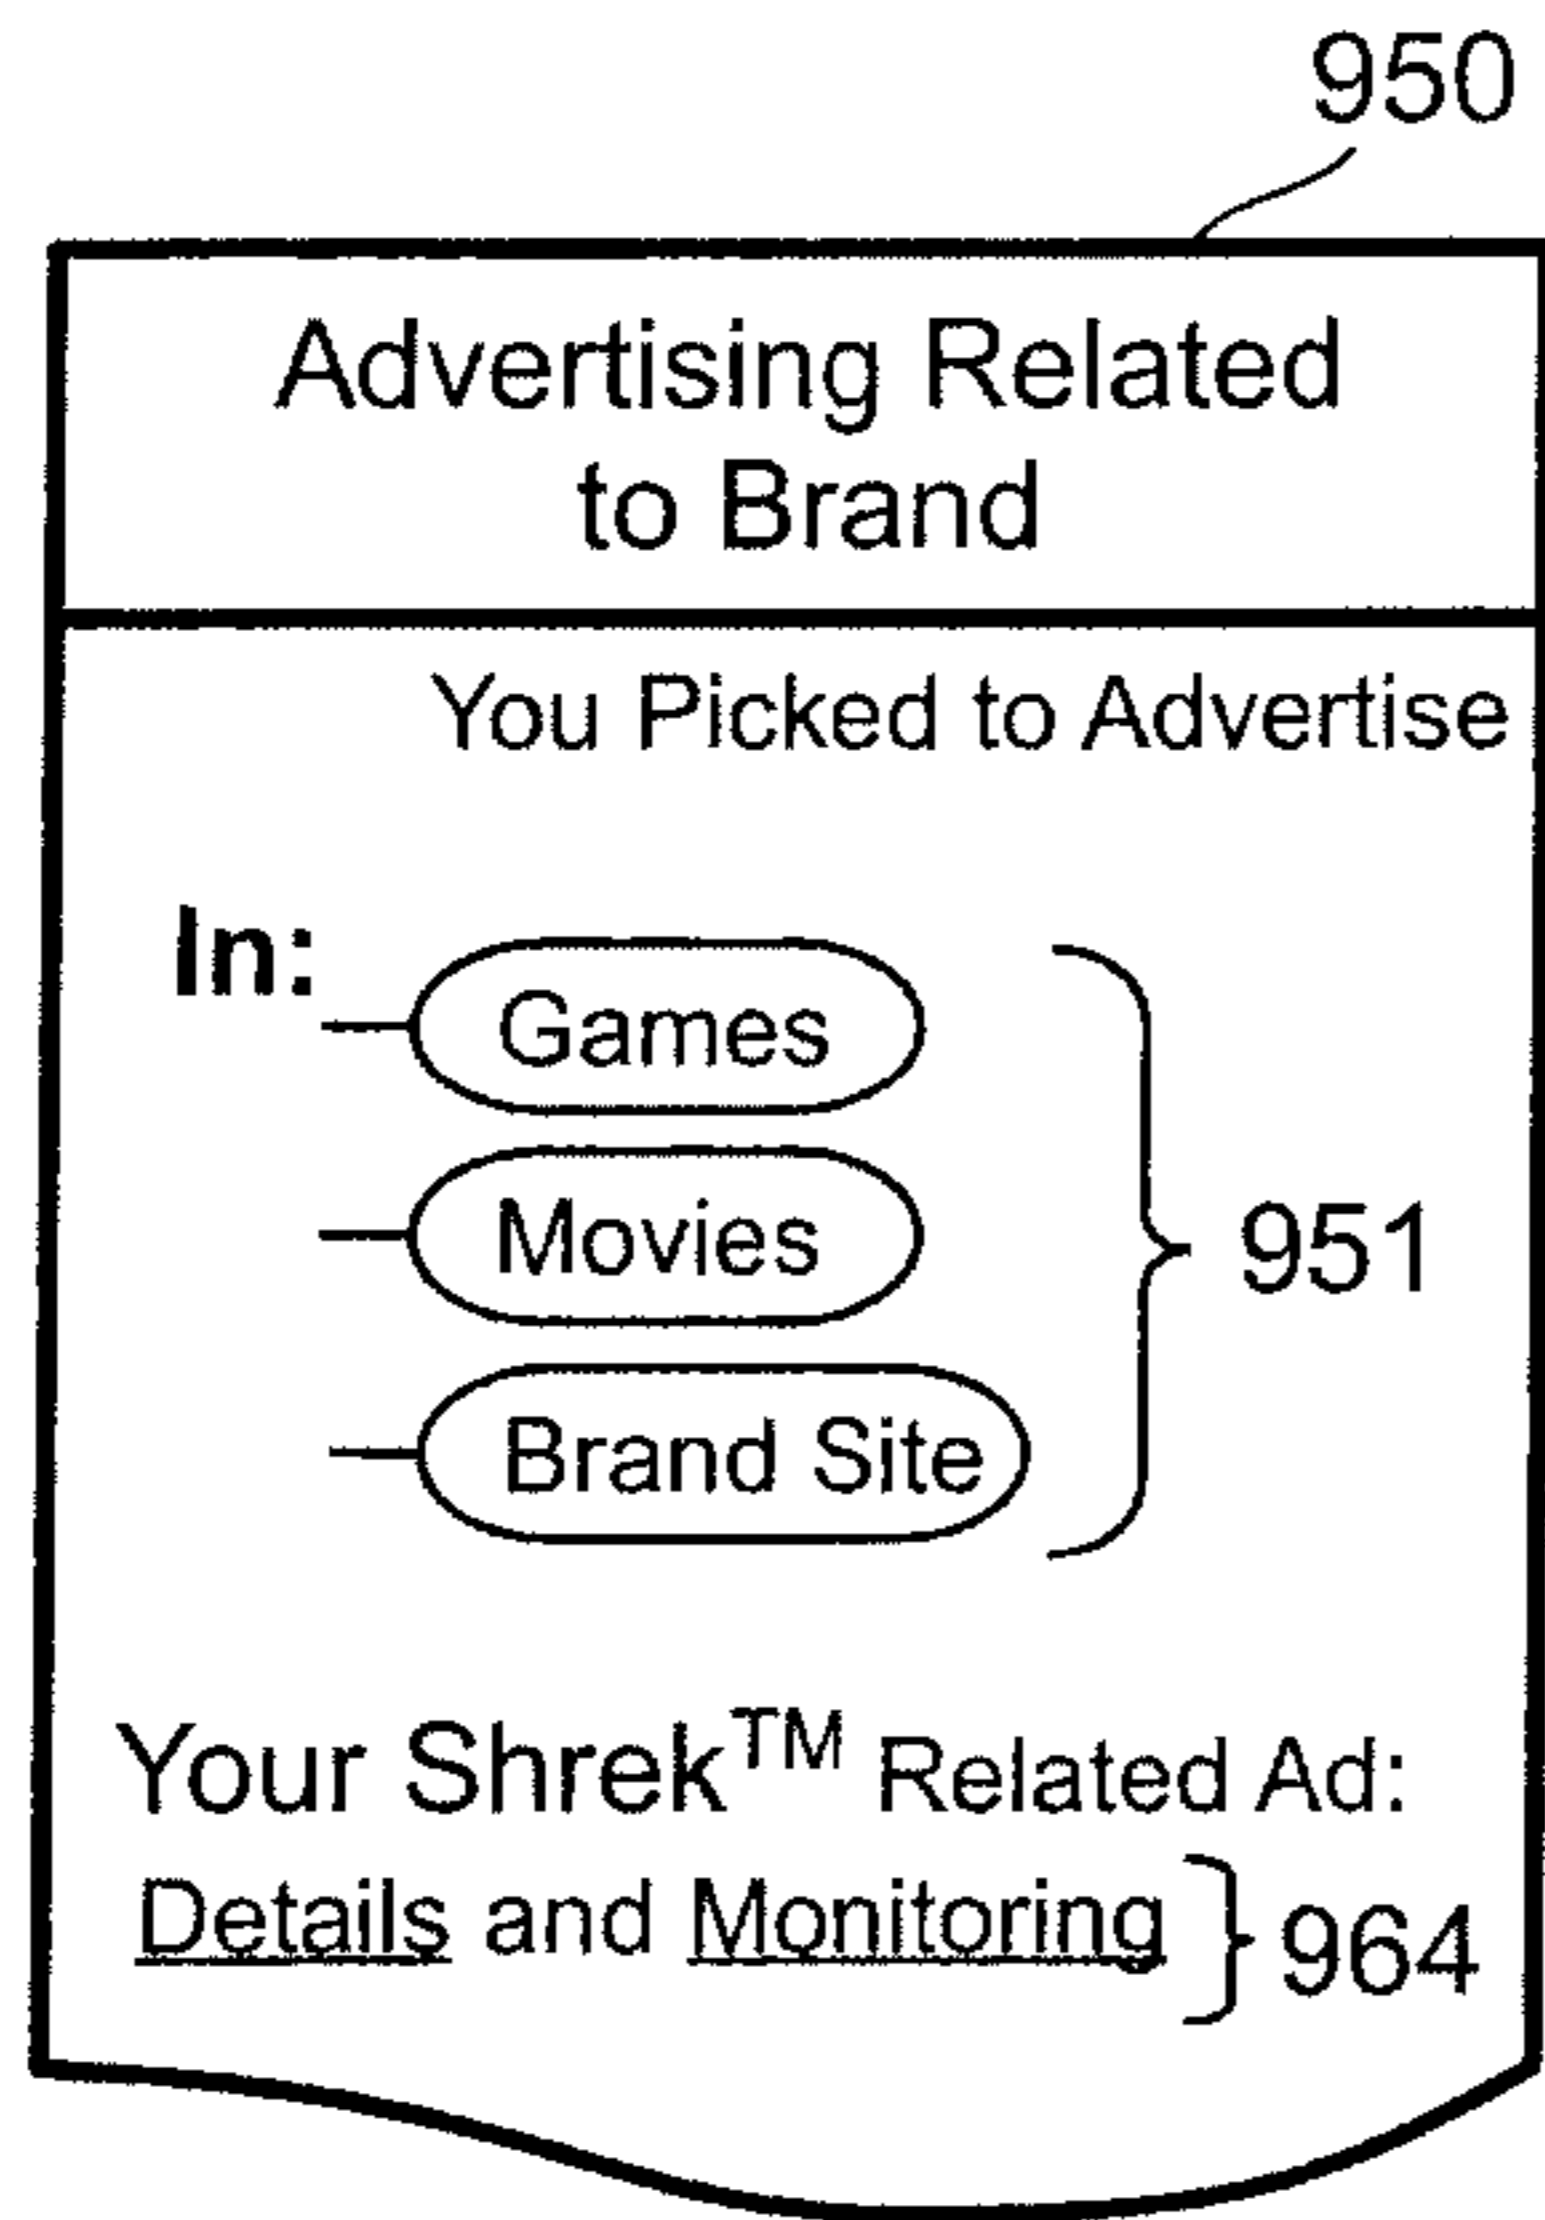 950
Advertising Related
to Brand
You Picked to Advertise
In:
Games
Movies
951
Brand Site
Your Shrek™ Related Ad:
Details and Monitoring 964